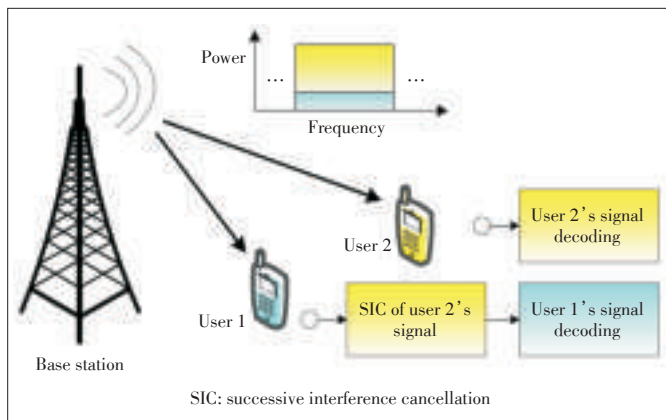 Power
... ...
Frequency
User 2
User 2's signal
decoding
User 1
SIC of user 2's
signal
User 1's signal
decoding
Base station
SIC: successive interference cancellation